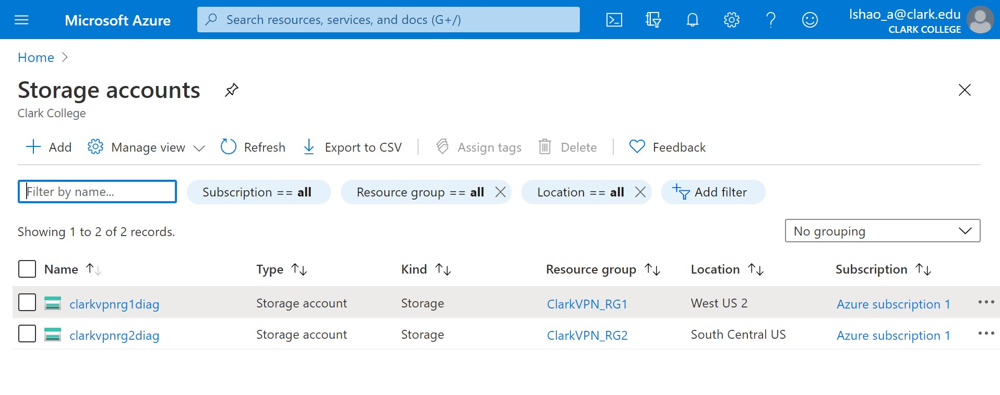 Microsoft Azure
Search resources, services, and docs (G+/)
lshao_a@clark.edu
CLARK COLLEGE
Home
Storage accounts
Clark College
Add
Manage view
Refresh
Export to CSV
Assign tags
Delete
Feedback
Filter by name...
Subscription == all
Resource group == all
Location == all
Add filter
Showing 1 to 2 of 2 records.
No grouping
Name Type Kind Resource group Location Subscription
clarkvpnrg1diag Storage account Storage ClarkVPN_RG1 West US 2 Azure subscription 1
clarkvpnrg2diag Storage account Storage ClarkVPN_RG2 South Central US Azure subscription 1